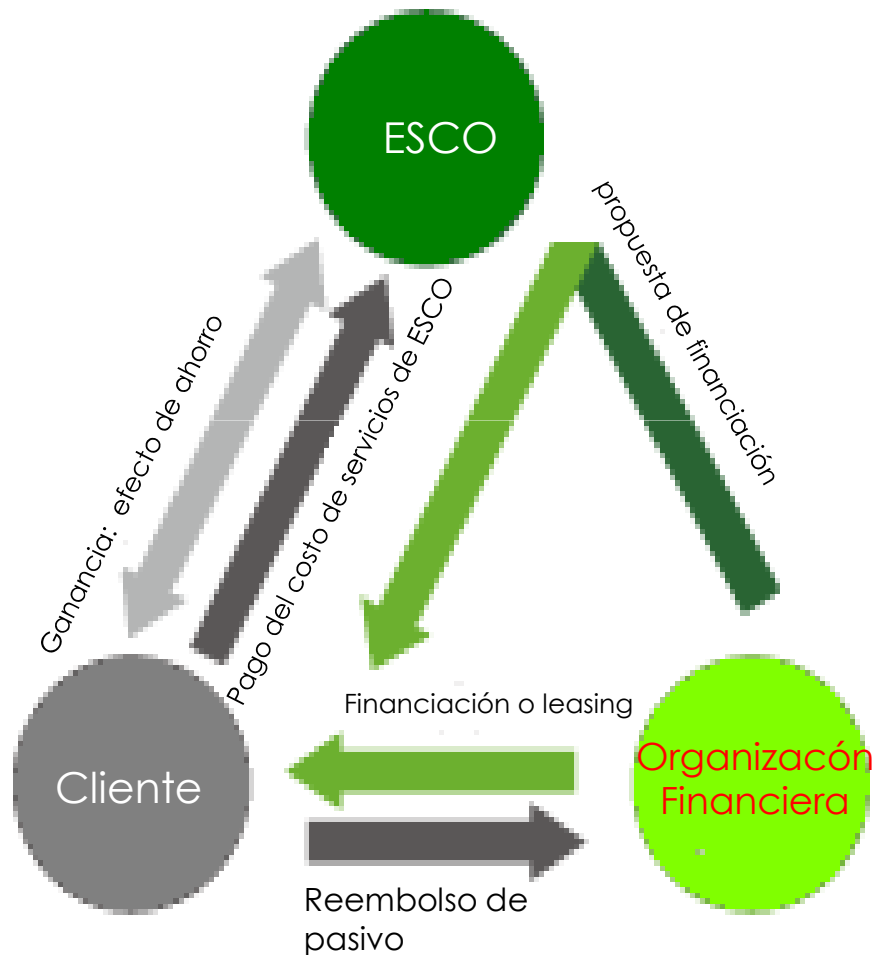 ESCO
propuesta de financiación
Ganancia: efecto de ahorro
Pago del costo de servicios de ESCO
Financiación o leasing
Cliente
Organizacón
Financiera
Reembolso de
pasivo